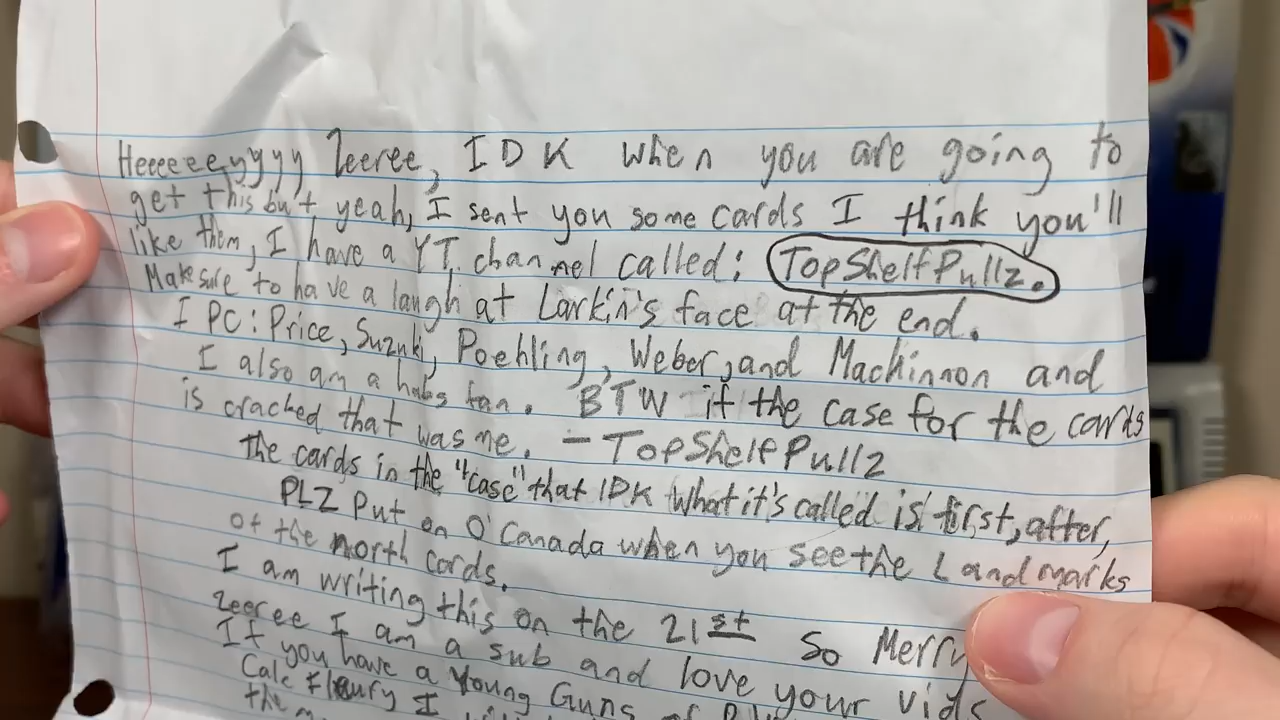 Heeeeeeyyyy Zeeree, IDK when you are going to
get this but yeah, I sent you some cards I think you'll
like them, I have a YT channel called: TopShelfPullz.
Make sure to have a laugh at Larkin's face at the end.
I PC: Price, Suzuki, Poehling, Weber, and Mackinnon and
I also am a habs fan. BTW if the case for the cards
is cracked that was me. - TopShelfPullz
the cards in the "case" that IDK what it's called is first, after,
PLZ Put on O'Canada when you see the Landmarks
of the north cards.
I am writing this on the 21st So Merry
Zeeree I am a sub and love your vids
If you have a Young Guns of
Cale Fleury I
the